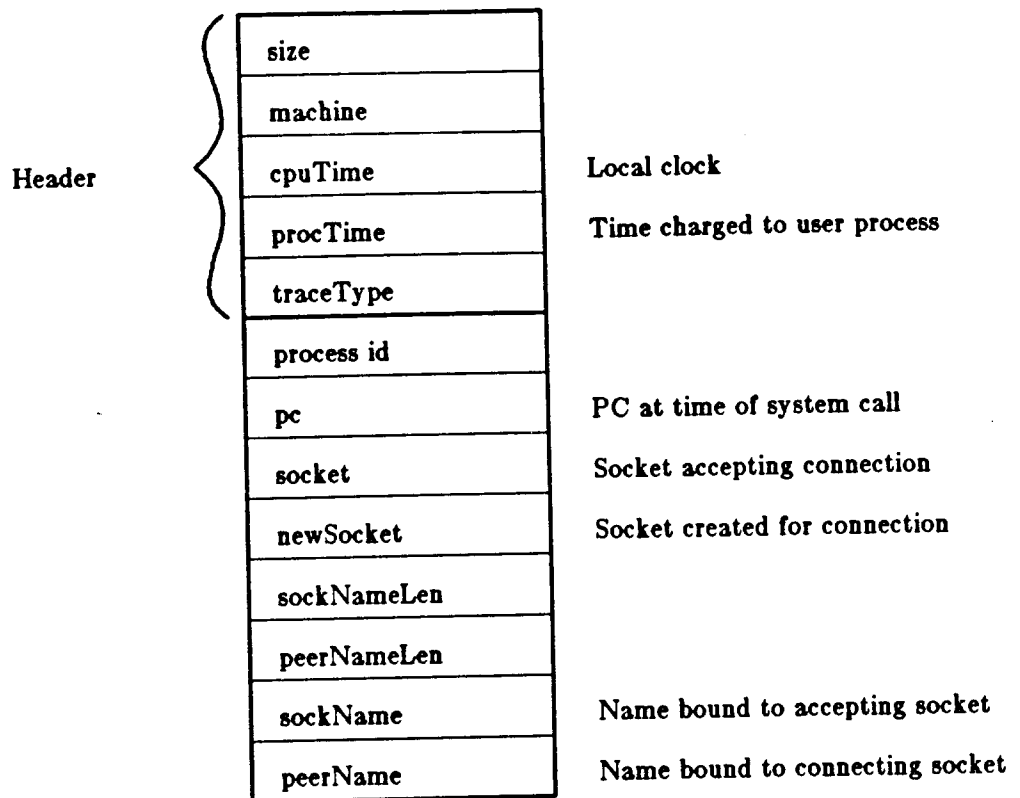 size
machine
Header
cpuTime Local clock
procTime Time charged to user process
traceType
process id
pc PC at time of system call
socket Socket accepting connection
newSocket Socket created for connection
sockNameLen
peerNameLen
sockName Name bound to accepting socket
peerName Name bound to connecting socket